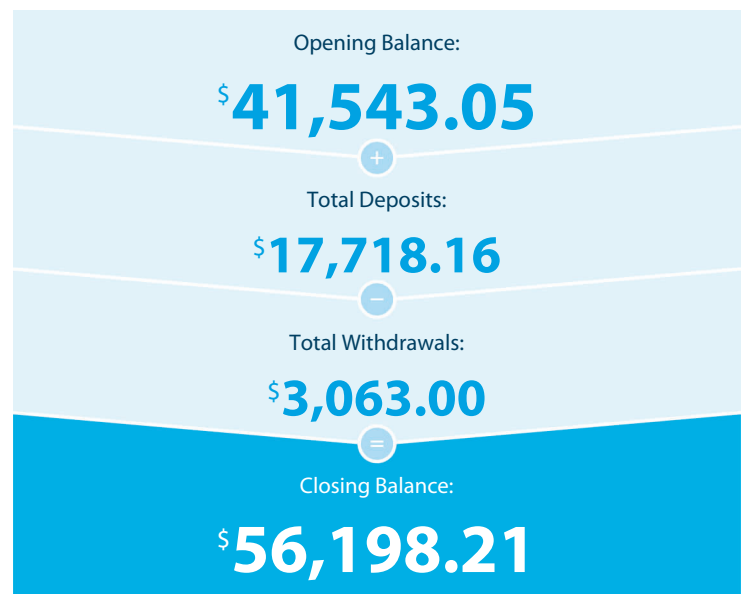 Opening Balance:
$41,543.05
+
Total Deposits:
$17,718.16
−
Total Withdrawals:
$3,063.00
=
Closing Balance:
$56,198.21